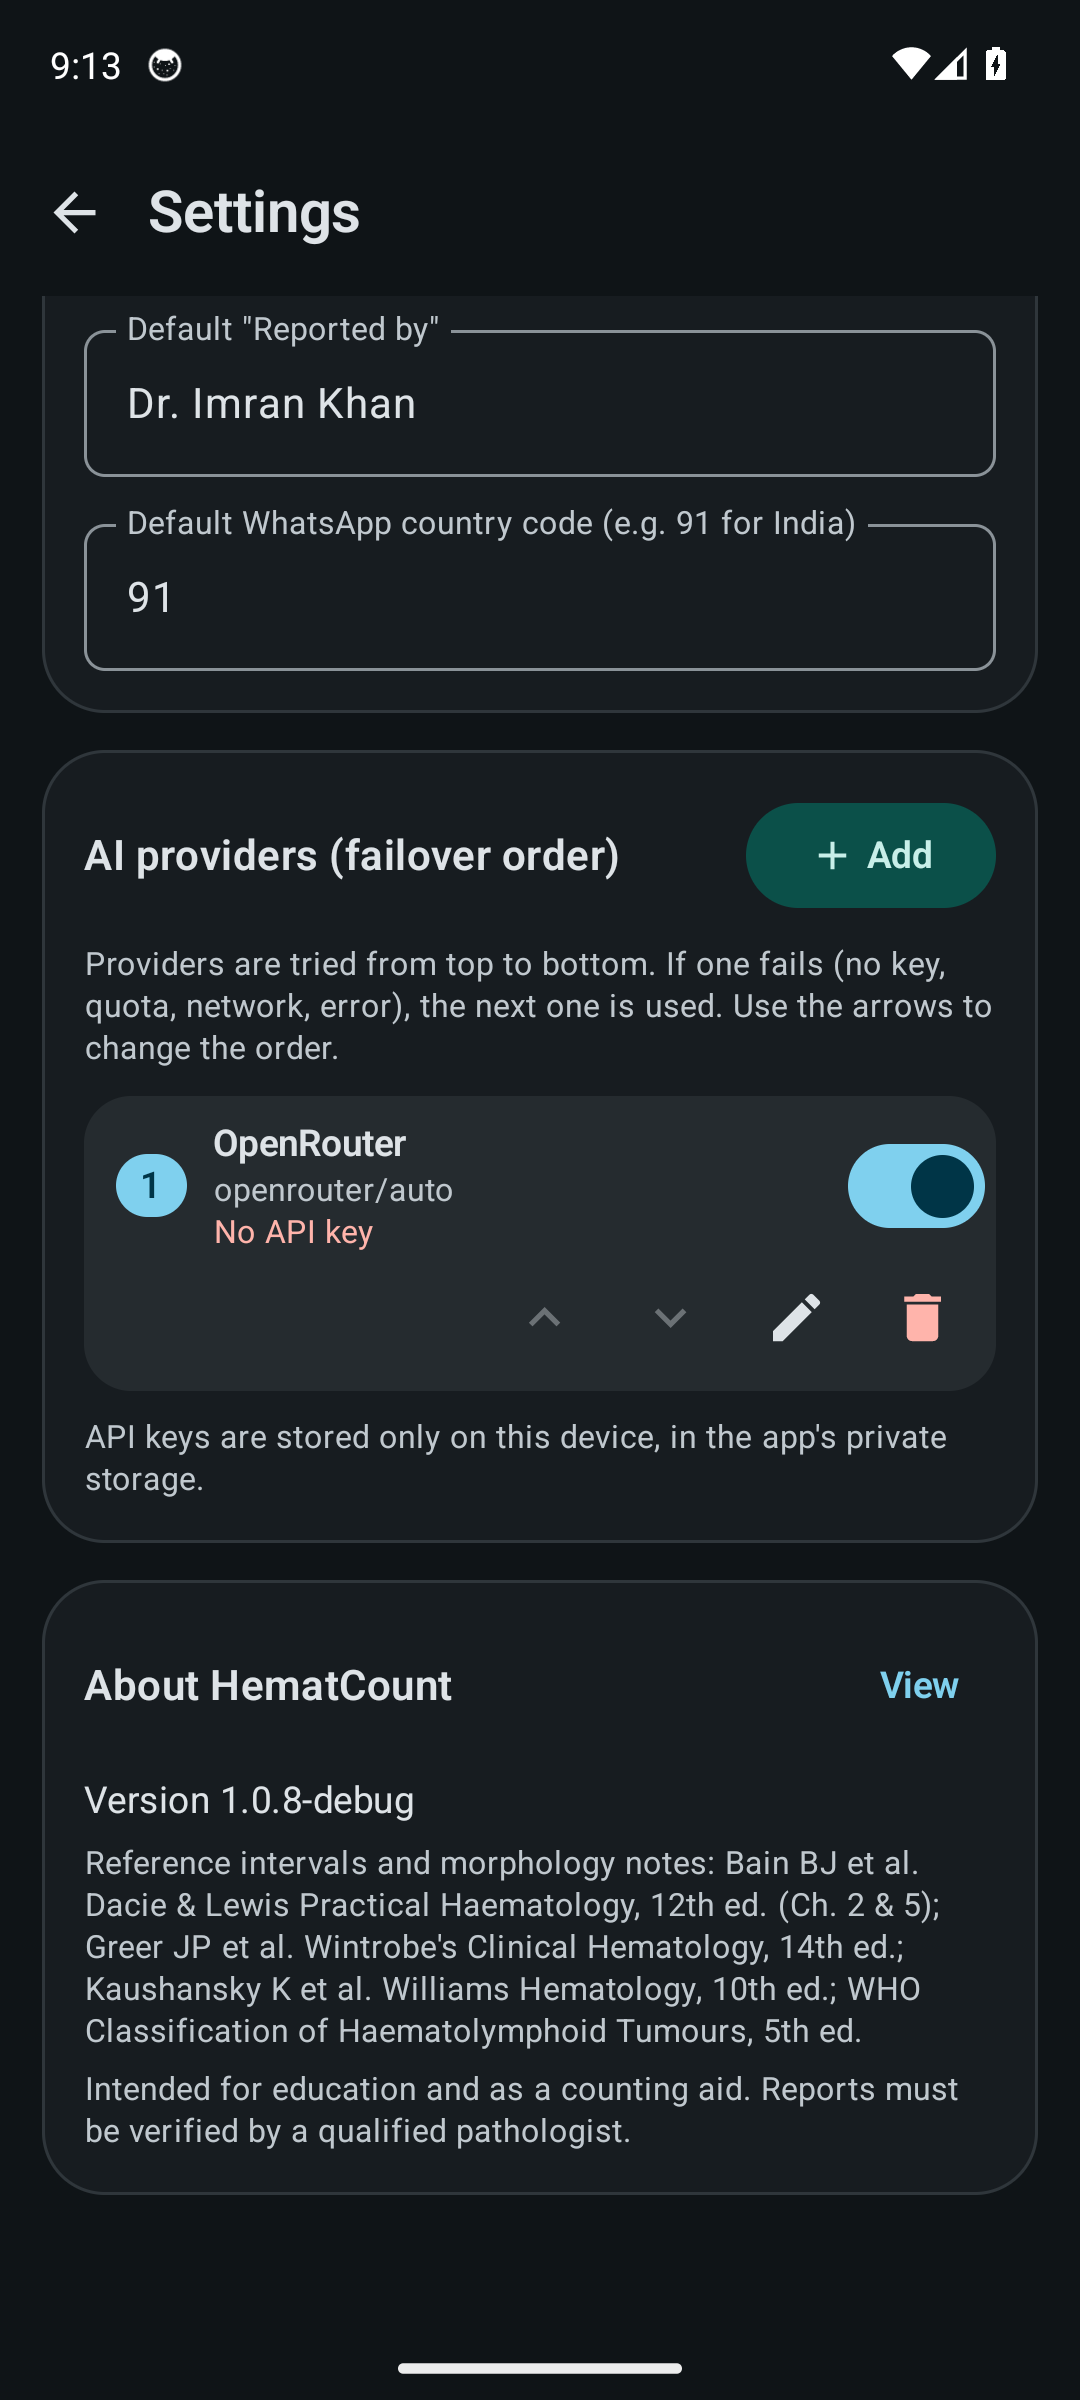 9:13
Settings
Default "Reported by"
Dr. Imran Khan
Default WhatsApp country code (e.g. 91 for India)
91
AI providers (failover order)
+ Add
Providers are tried from top to bottom. If one fails (no key,
quota, network, error), the next one is used. Use the arrows to
change the order.
1
OpenRouter
openrouter/auto
No API key
API keys are stored only on this device, in the app's private
storage.
About HematCount
View
Version 1.0.8-debug
Reference intervals and morphology notes: Bain BJ et al.
Dacie & Lewis Practical Haematology, 12th ed. (Ch. 2 & 5);
Greer JP et al. Wintrobe's Clinical Hematology, 14th ed.;
Kaushansky K et al. Williams Hematology, 10th ed.; WHO
Classification of Haematolymphoid Tumours, 5th ed.
Intended for education and as a counting aid. Reports must
be verified by a qualified pathologist.